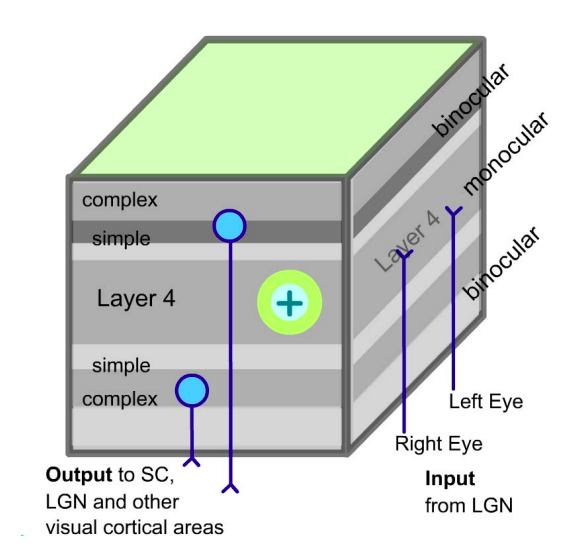 binocular
complex
monocular
simple
Layer 4
Layer 4
+
binocular
simple
complex
Left Eye
Right Eye
Output to SC,
LGN and other
visual cortical areas
Input
from LGN